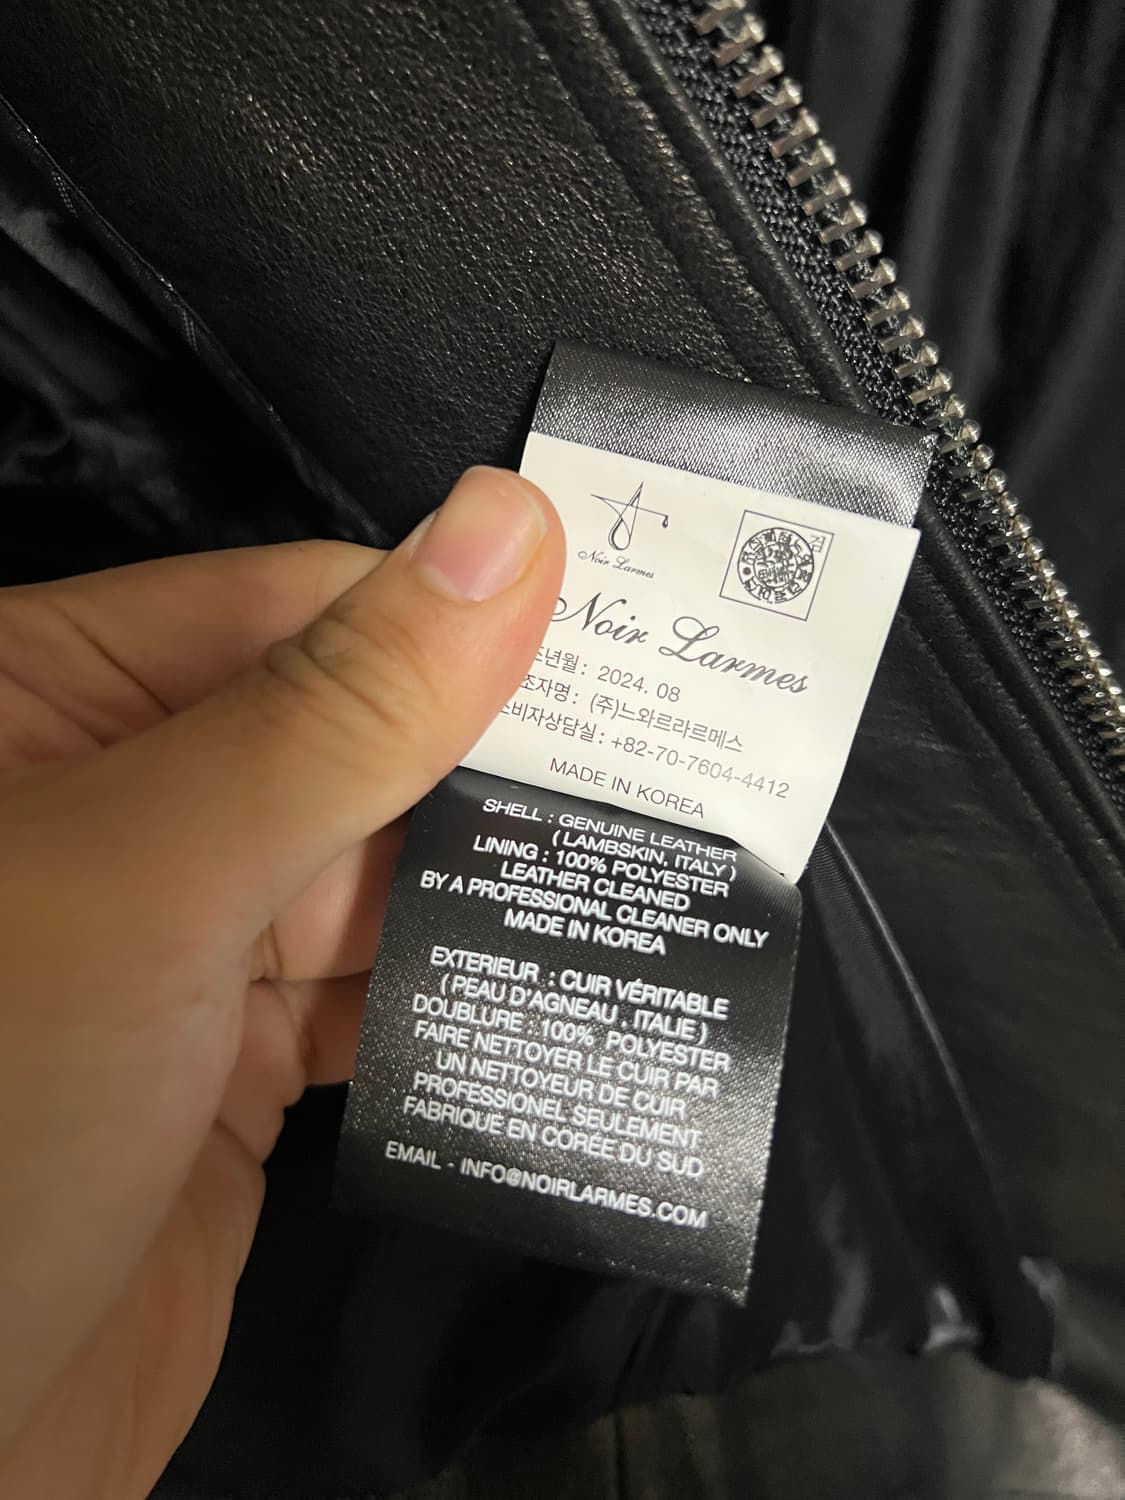 Noir Larmes
검
Noir Larmes
조년월: 2024. 08
조자명: (주)느와르라르메스
소비자상담실: +82-70-7604-4412
MADE IN KOREA
SHELL : GENUINE LEATHER
( LAMBSKIN, ITALY )
LINING : 100% POLYESTER
LEATHER CLEANED
BY A PROFESSIONAL CLEANER ONLY
MADE IN KOREA
EXTERIEUR : CUIR VÉRITABLE
( PEAU D'AGNEAU , ITALIE )
DOUBLURE : 100% POLYESTER
FAIRE NETTOYER LE CUIR PAR
UN NETTOYEUR DE CUIR
PROFESSIONEL SEULEMENT
FABRIQUE EN CORÉE DU SUD
EMAIL - INFO@NOIRLARMES.COM